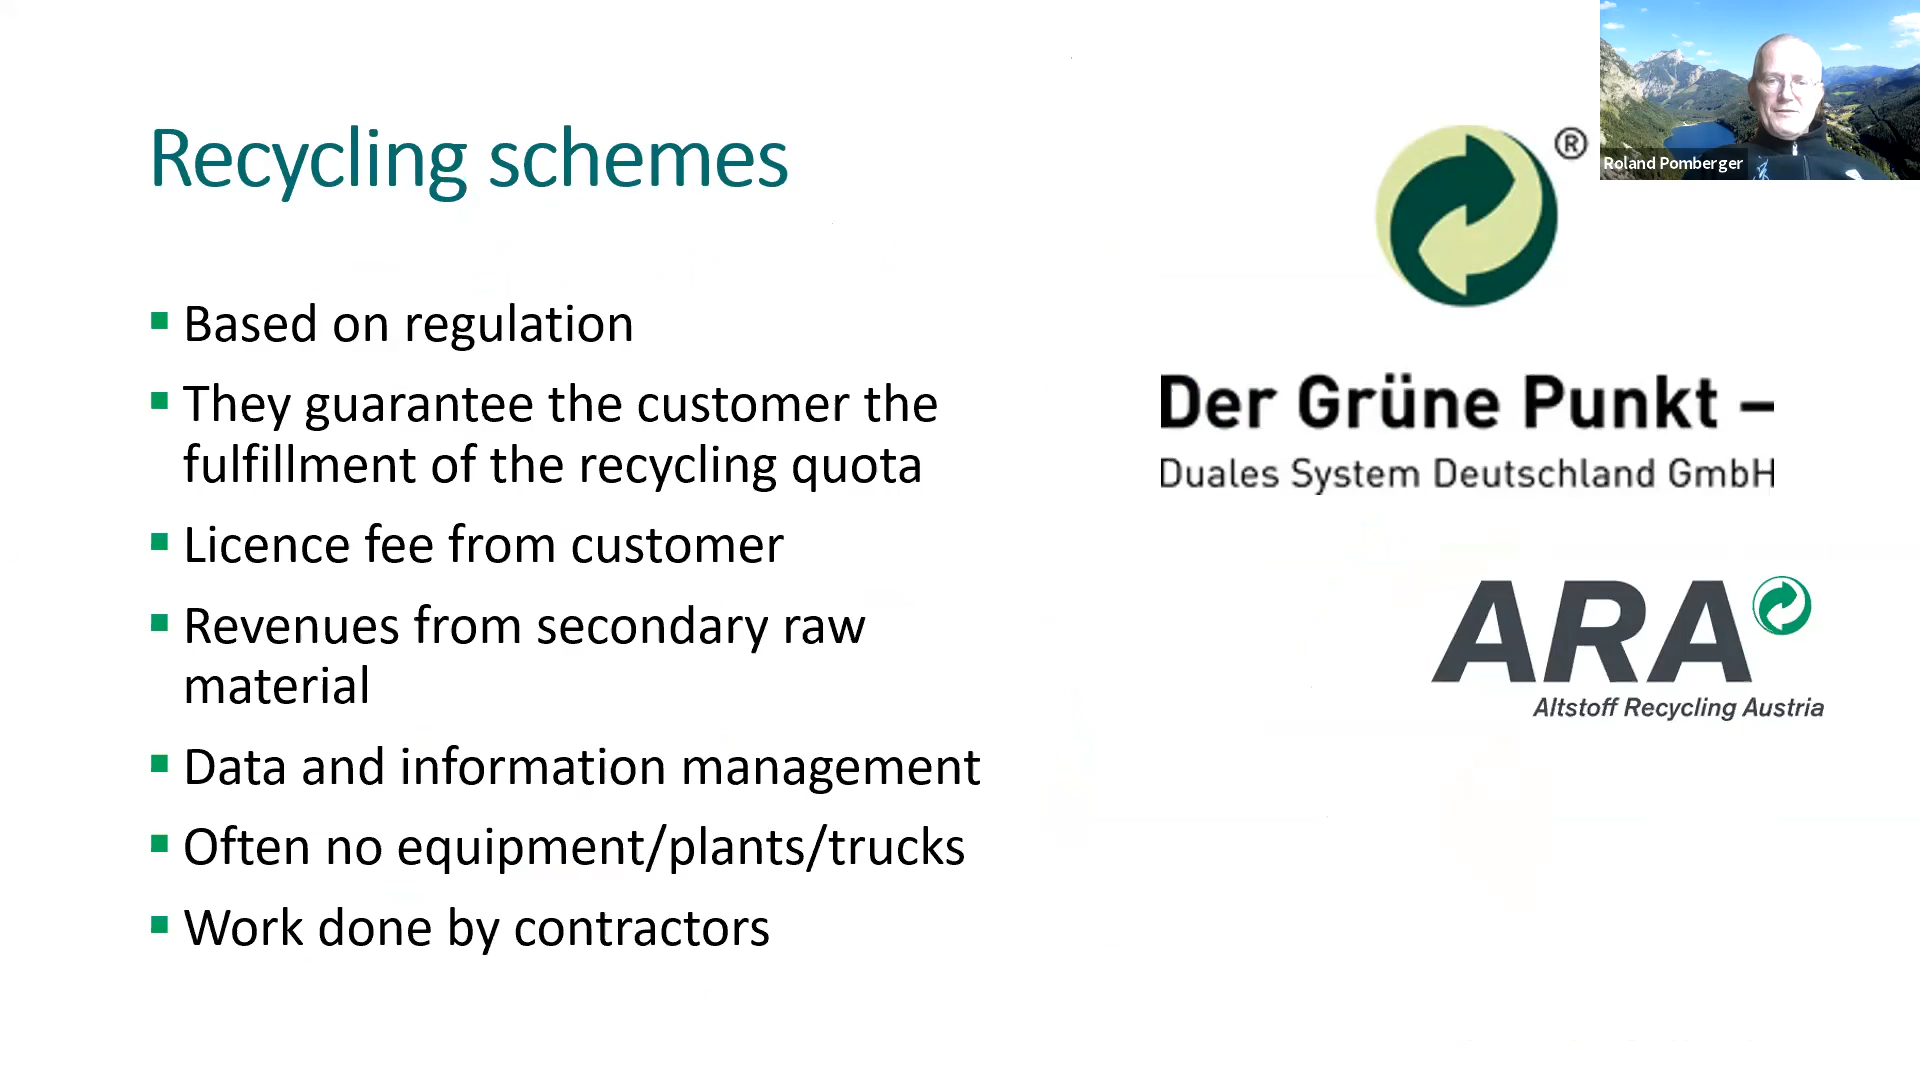 Recycling schemes
▪ Based on regulation
▪ They guarantee the customer the
fulfillment of the recycling quota
▪ Licence fee from customer
▪ Revenues from secondary raw
material
▪ Data and information management
▪ Often no equipment/plants/trucks
▪ Work done by contractors
®
Der Grüne Punkt –
Duales System Deutschland GmbH
ARA
Altstoff Recycling Austria
Roland Pomberger